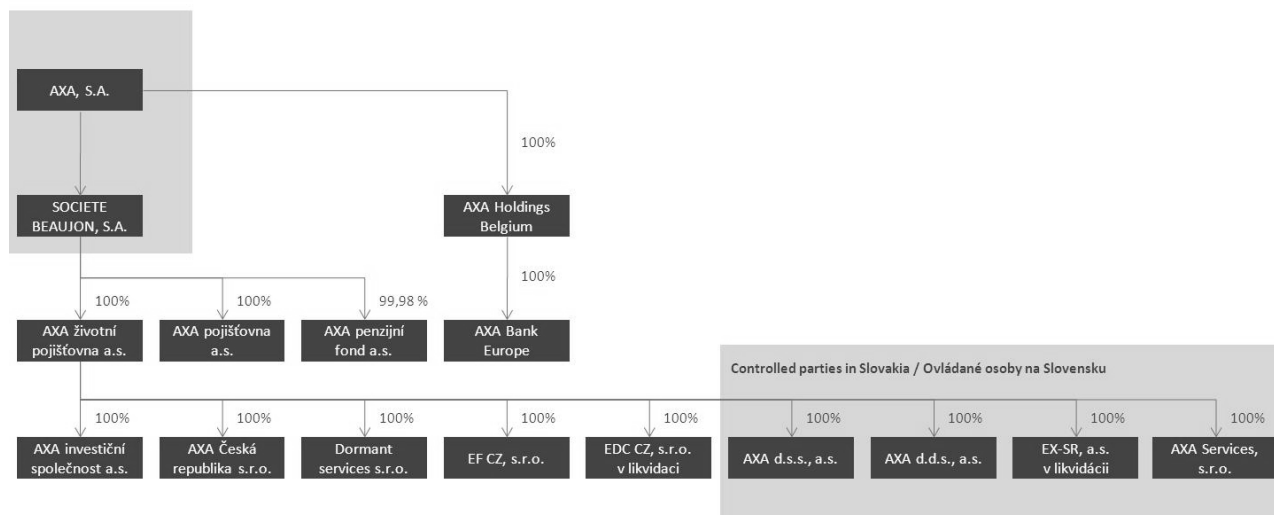 AXA, S.A.
100%
SOCIETE
BEAUJON, S.A.
AXA Holdings
Belgium
100%
100%
99,98 %
100%
AXA životní
pojišťovna a.s.
AXA pojišťovna
a.s.
AXA penzijní
fond a.s.
AXA Bank
Europe
Controlled parties in Slovakia / Ovládané osoby na Slovensku
100%
100%
100%
100%
100%
100%
100%
100%
100%
AXA investiční
společnost a.s.
AXA Česká
republika s.r.o.
Dormant
services s.r.o.
EF CZ, s.r.o.
EDC CZ, s.r.o.
v likvidaci
AXA d.s.s., a.s.
AXA d.d.s., a.s.
EX-SR, a.s.
v likvidácii
AXA Services,
s.r.o.